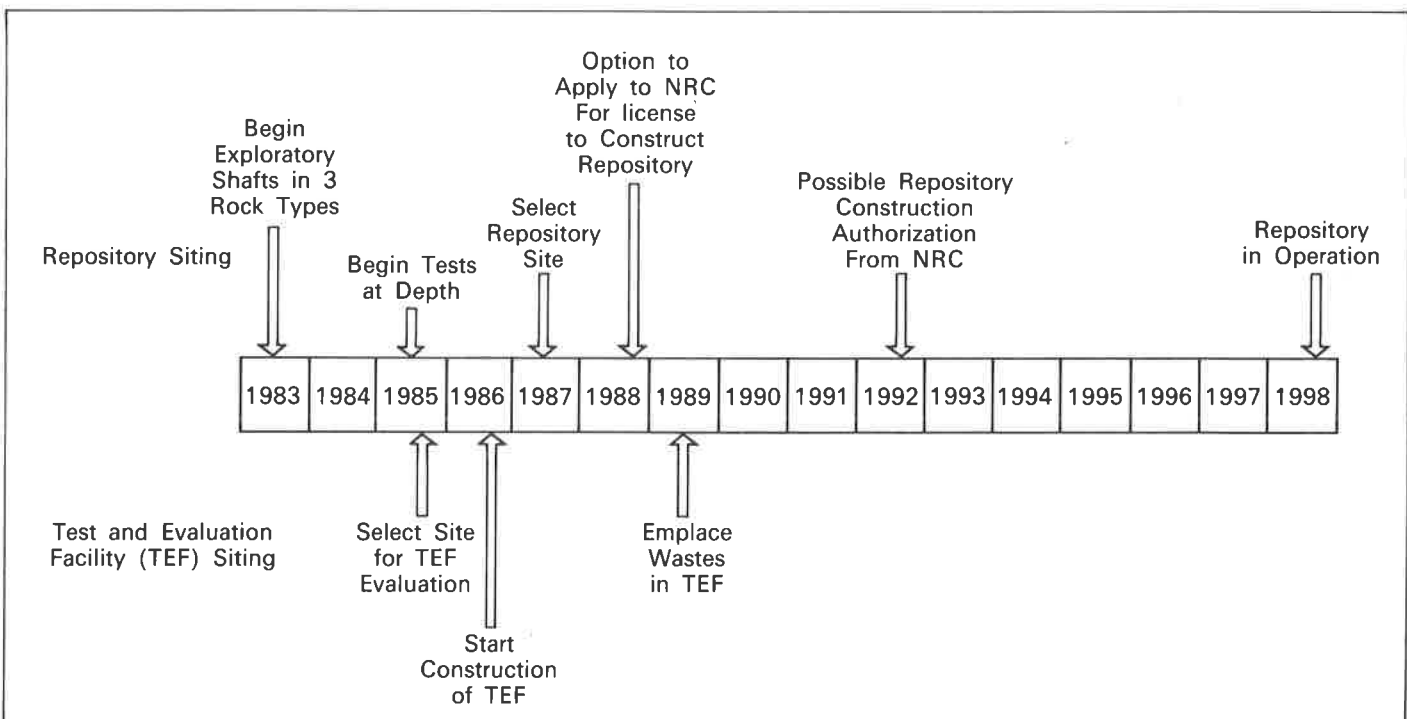 Option to
Apply to NRC
For license
to Construct
Repository
Begin
Exploratory
Shafts in 3
Rock Types
Select
Repository
Site
Possible Repository
Construction
Authorization
From NRC
Repository
in Operation
Repository Siting
Begin Tests
at Depth
1983 1984 1985 1986 1987 1988 1989 1990 1991 1992 1993 1994 1995 1996 1997 1998
Test and Evaluation
Facility (TEF) Siting
Select Site
for TEF
Evaluation
Emplace
Wastes
in TEF
Start
Construction
of TEF